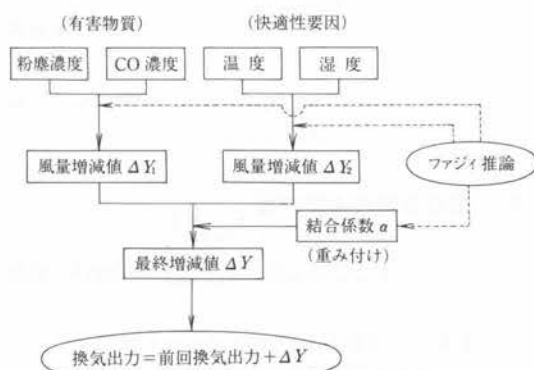 (有害物質)
(快適性要因)
粉塵濃度
CO 濃度
温 度
湿 度
風量増減値 ΔY₁
風量増減値 ΔY₂
ファジィ推論
結合係数 α
(重み付け)
最終増減値 ΔY
換気出力=前回換気出力+ΔY